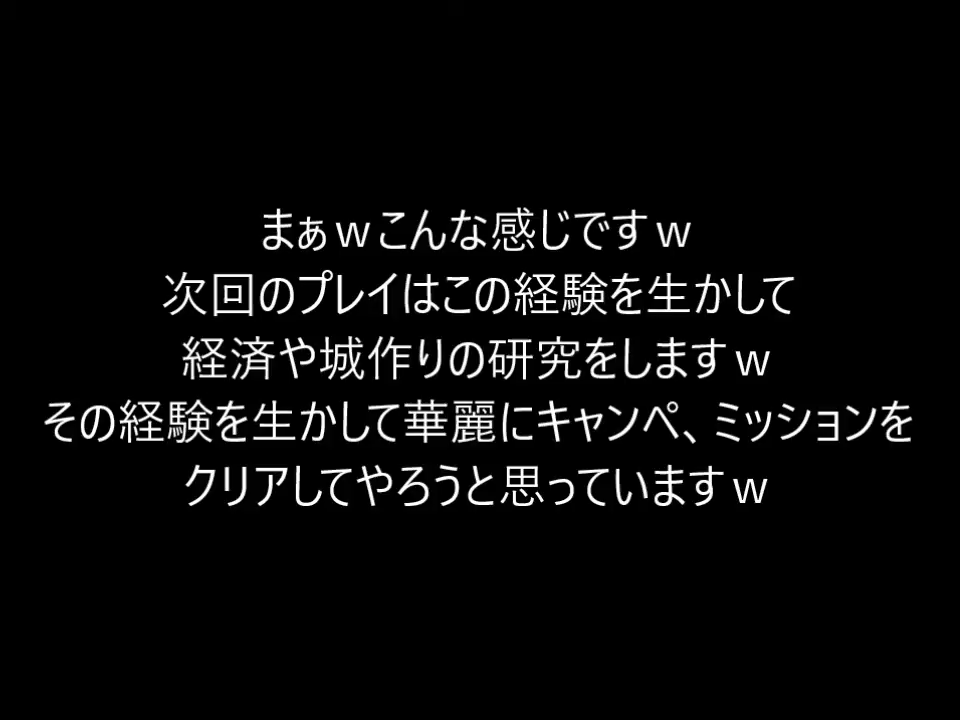 まぁｗこんな感じですｗ
次回のプレイはこの経験を生かして
経済や城作りの研究をしますｗ
その経験を生かして華麗にキャンペ、ミッションを
クリアしてやろうと思っていますｗ